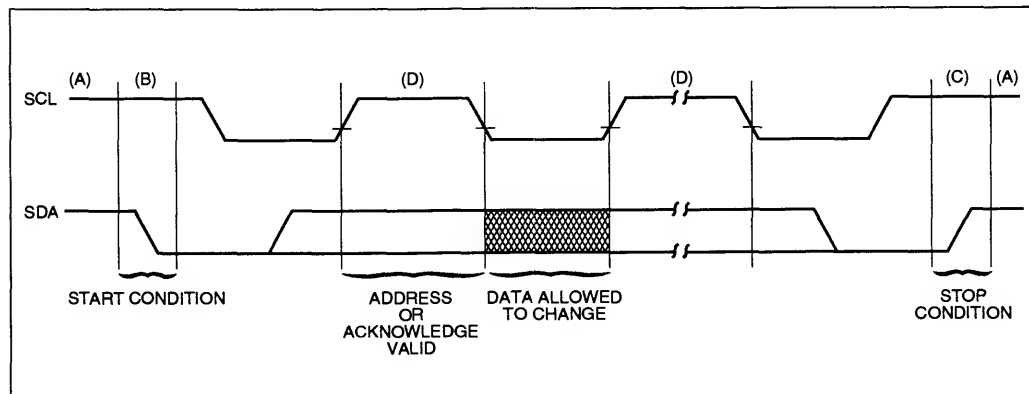 (A) (B) (D) (D) (C) (A)
SCL
SDA
START CONDITION
ADDRESS
OR
ACKNOWLEDGE
VALID
DATA ALLOWED
TO CHANGE
STOP
CONDITION